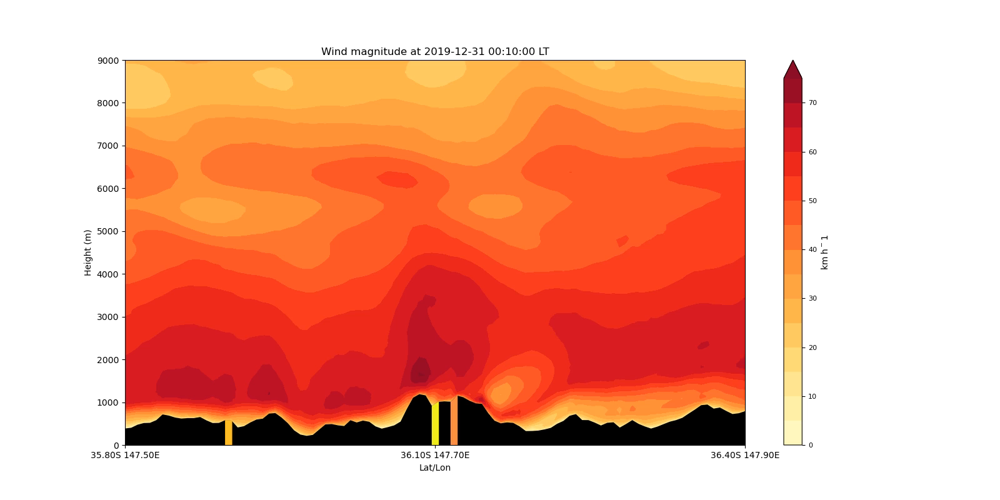 Wind magnitude at 2019-12-31 00:10:00 LT
9000
8000
7000
6000
5000
4000
3000
2000
1000
0
Height (m)
35.80S 147.50E
36.10S 147.70E
36.40S 147.90E
Lat/Lon
70
60
50
40
30
20
10
0
km h⁻1